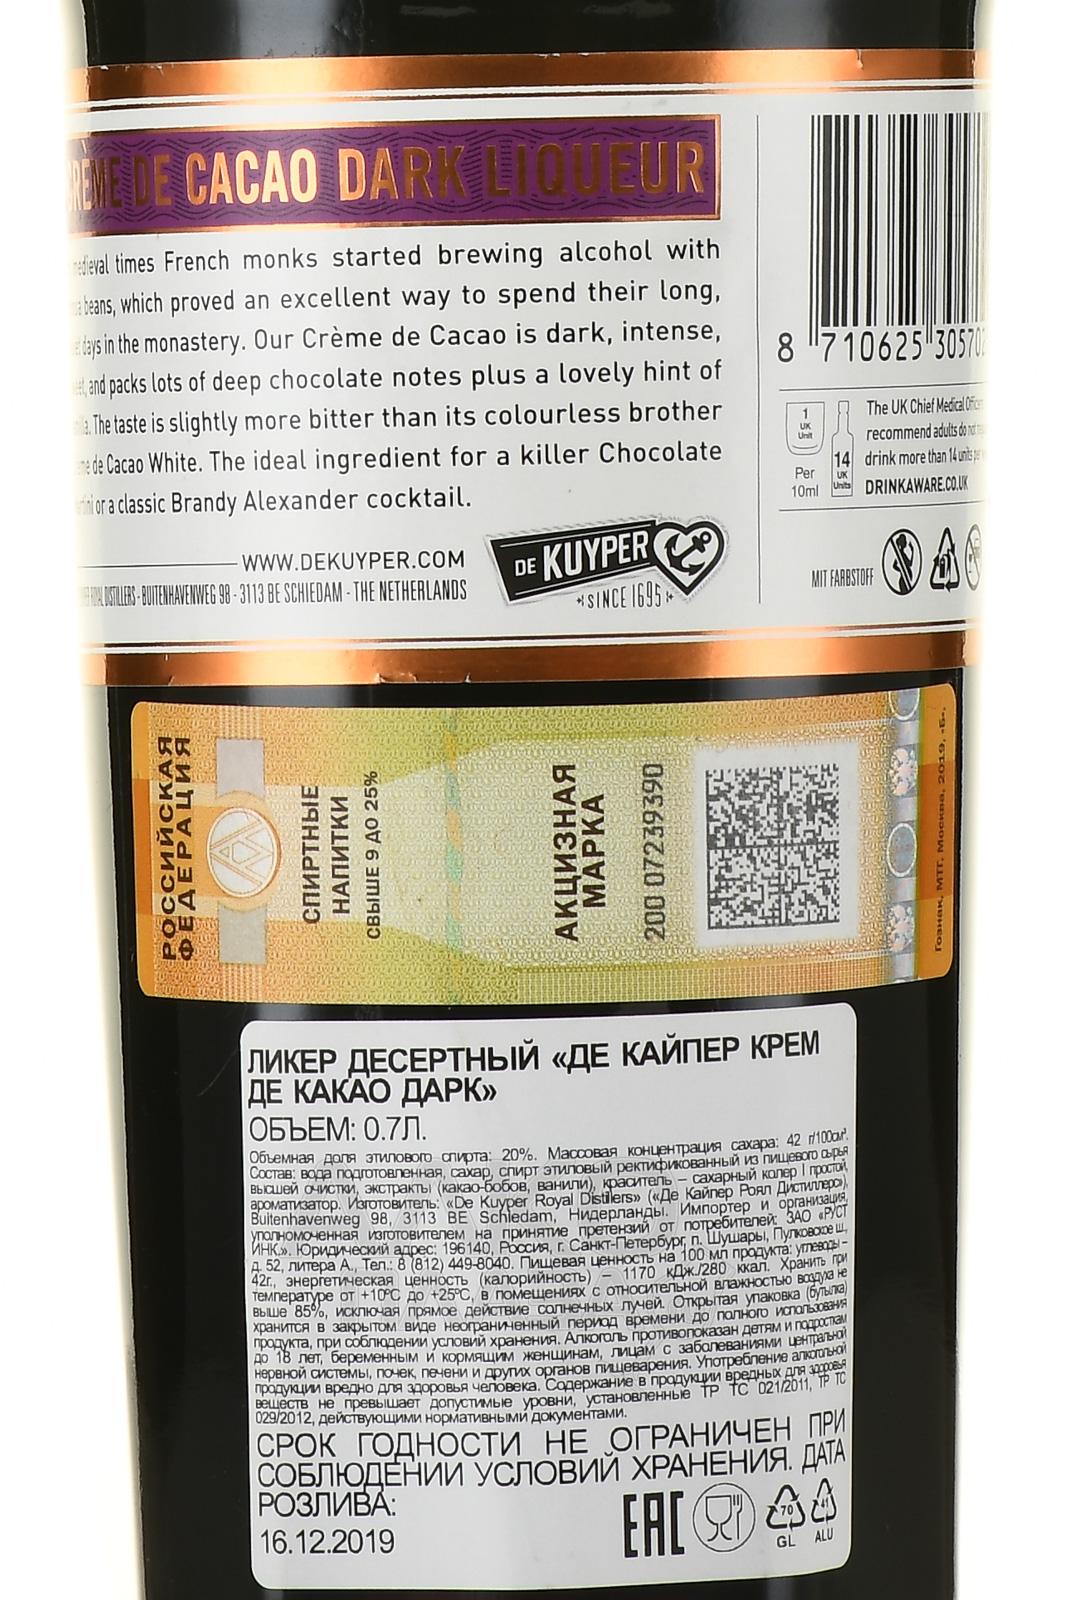 CRÈME DE CACAO DARK LIQUEUR
medieval times French monks started brewing alcohol with
beans, which proved an excellent way to spend their long,
days in the monastery. Our Crème de Cacao is dark, intense,
and packs lots of deep chocolate notes plus a lovely hint of
The taste is slightly more bitter than its colourless brother
de Cacao White. The ideal ingredient for a killer Chocolate
or a classic Brandy Alexander cocktail.
WWW.DEKUYPER.COM
ROYAL DISTILLERS - BUITENHAVENWEG 98 - 3113 BE SCHIEDAM - THE NETHERLANDS
DE KUYPER
SINCE 1695
8 710625 30570
1
UK
Unit
Per
10ml
14
UK
Units
The UK Chief Medical
recommend adults do not
drink more than 14 units
DRINKAWARE.CO.UK
MIT FARBSTOFF
РОССИЙСКАЯ
ФЕДЕРАЦИЯ
СПИРТНЫЕ
НАПИТКИ
СВЫШЕ 9 ДО 25%
АКЦИЗНАЯ
МАРКА
200 07239390
Гознак, МТГ, Москва, 2019, «Б».
ЛИКЕР ДЕСЕРТНЫЙ «ДЕ КАЙПЕР КРЕМ
ДЕ КАКАО ДАРК»
ОБЪЕМ: 0.7Л.
Объемная доля этилового спирта: 20%. Массовая концентрация сахара: 42 г/100см³.
Состав: вода подготовленная, сахар, спирт этиловый ректификованный из пищевого сырья
высшей очистки, экстракты (какао-бобов, ванили), краситель – сахарный колер I простой,
ароматизатор. Изготовитель: «De Kuyper Royal Distillers» («Де Кайпер Роял Дистиллерс»),
Buitenhavenweg 98, 3113 BE Schiedam, Нидерланды. Импортер и организация,
уполномоченная изготовителем на принятие претензий от потребителей: ЗАО «РУСТ
ИНК.». Юридический адрес: 196140, Россия, г. Санкт-Петербург, п. Шушары, Пулковское ш.,
д. 52, литера А., Тел.: 8 (812) 449-8040. Пищевая ценность на 100 мл продукта: углеводы –
42г., энергетическая ценность (калорийность) – 1170 кДж./280 ккал. Хранить при
температуре от +10ºС до +25ºС, в помещениях с относительной влажностью воздуха не
выше 85%, исключая прямое действие солнечных лучей. Открытая упаковка (бутылка)
хранится в закрытом виде неограниченный период времени до полного использования
продукта, при соблюдении условий хранения. Алкоголь противопоказан детям и подросткам
до 18 лет, беременным и кормящим женщинам, лицам с заболеваниями центральной
нервной системы, почек, печени и других органов пищеварения. Употребление алкогольной
продукции вредно для здоровья человека. Содержание в продукции вредных для здоровья
веществ не превышает допустимые уровни, установленные ТР ТС 021/2011, ТР ТС
029/2012, действующими нормативными документами.
СРОК ГОДНОСТИ НЕ ОГРАНИЧЕН ПРИ
СОБЛЮДЕНИИ УСЛОВИЙ ХРАНЕНИЯ. ДАТА
РОЗЛИВА:
16.12.2019
ЕАС
70
GL
41
ALU